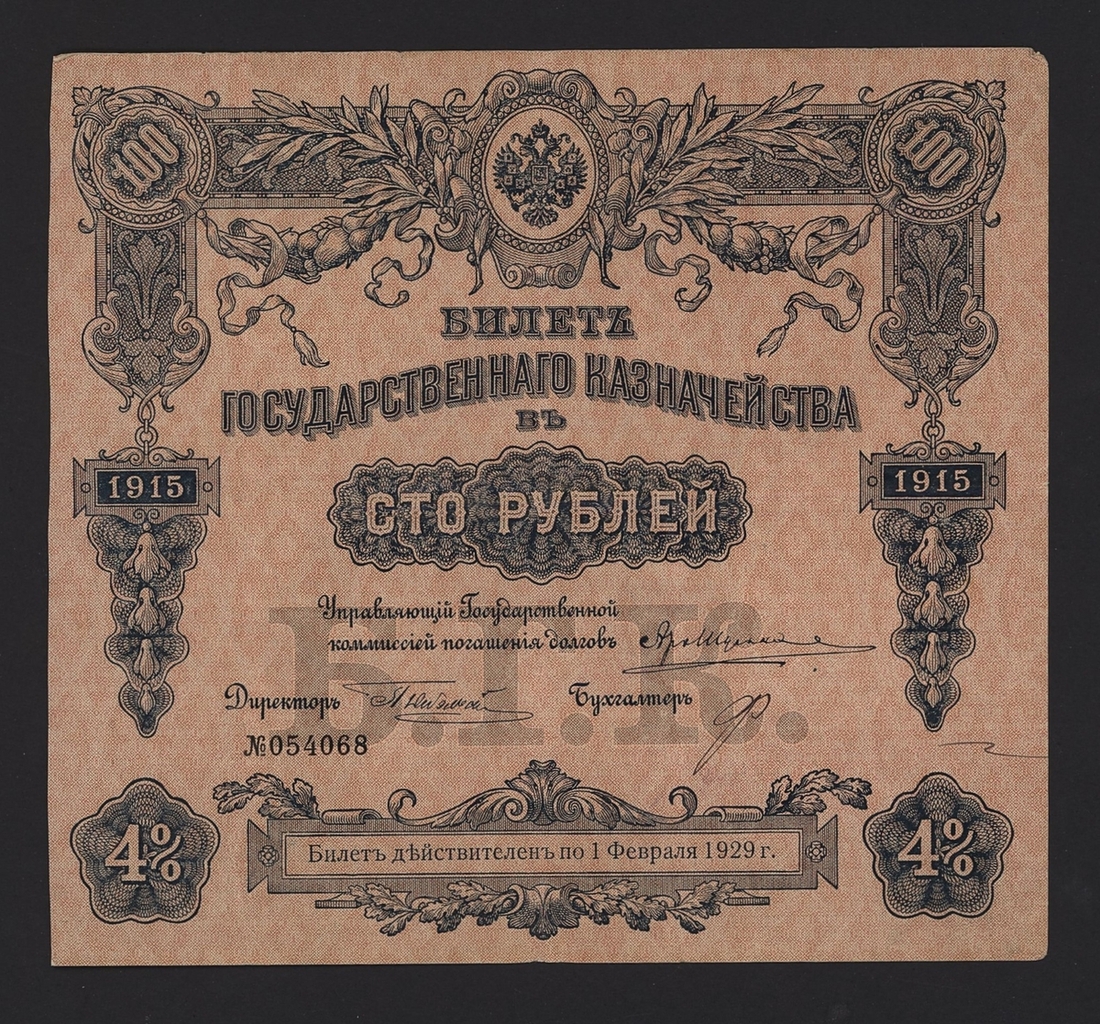 100 100
БИЛЕТЪ
ГОСУДАРСТВЕННАГО КАЗНАЧЕЙСТВА
ВЪ
1915 1915
СТО РУБЛЕЙ
Управляющій Государственной
коммиссіей погашенія долговъ
Б.Г.К.
Директоръ Бухгалтеръ
№054068
4% 4%
Билетъ дѣйствителенъ по 1 Февраля 1929 г.